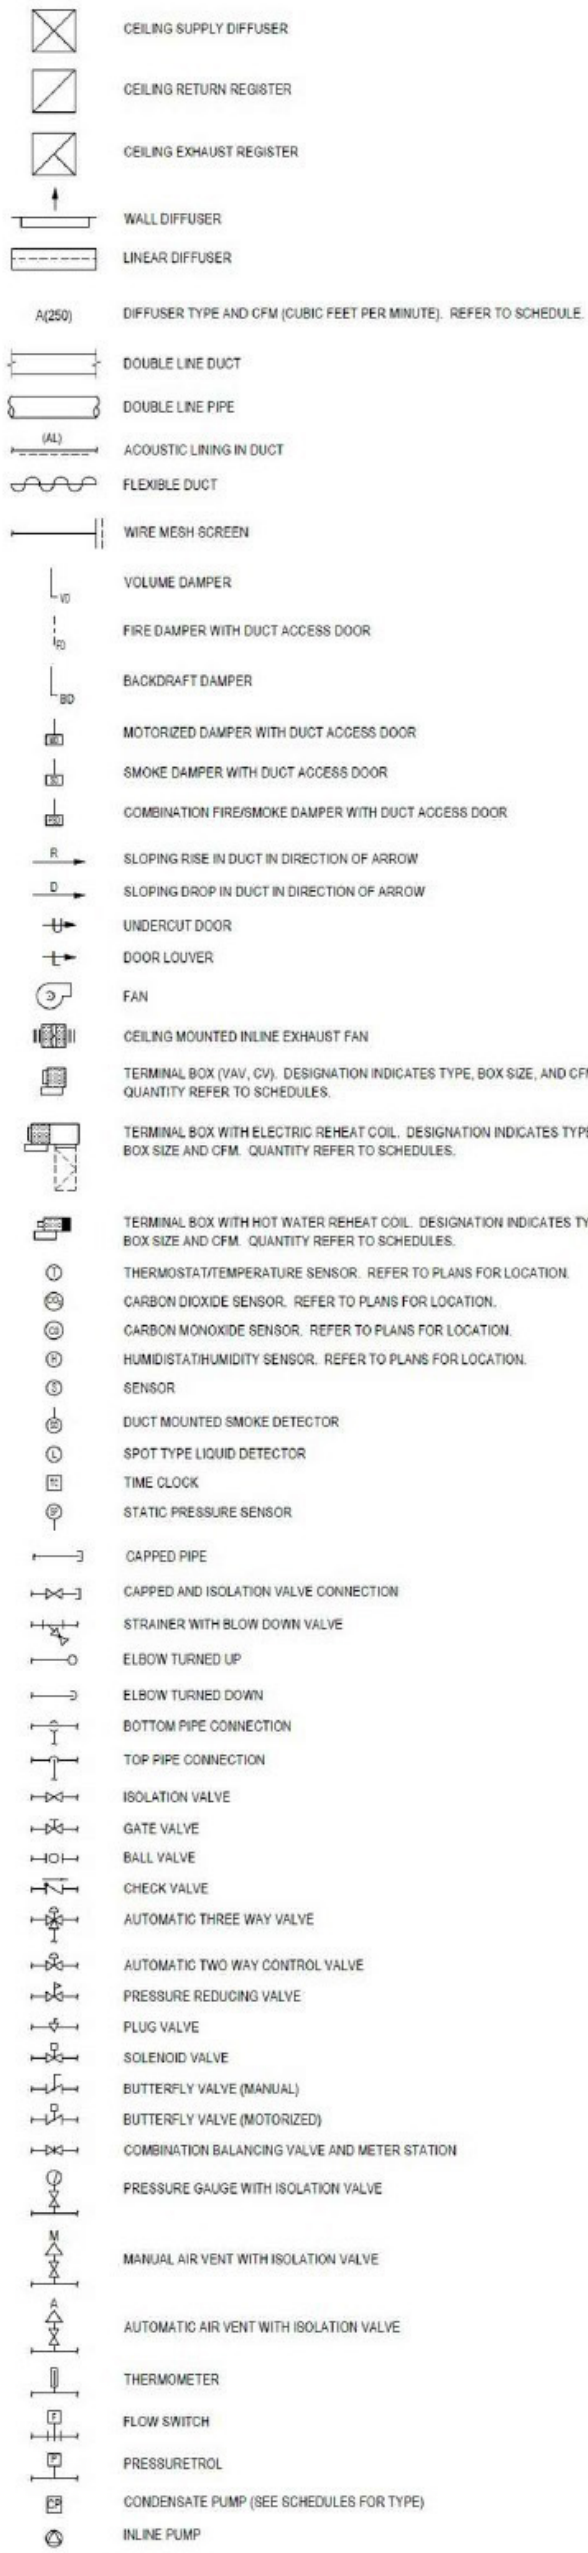 CEILING SUPPLY DIFFUSER
CEILING RETURN REGISTER
CEILING EXHAUST REGISTER
WALL DIFFUSER
LINEAR DIFFUSER
A(250) DIFFUSER TYPE AND CFM (CUBIC FEET PER MINUTE). REFER TO SCHEDULE.
DOUBLE LINE DUCT
DOUBLE LINE PIPE
(AL) ACOUSTIC LINING IN DUCT
FLEXIBLE DUCT
WIRE MESH SCREEN
VD VOLUME DAMPER
FD FIRE DAMPER WITH DUCT ACCESS DOOR
BD BACKDRAFT DAMPER
MD MOTORIZED DAMPER WITH DUCT ACCESS DOOR
SD SMOKE DAMPER WITH DUCT ACCESS DOOR
FSD COMBINATION FIRE/SMOKE DAMPER WITH DUCT ACCESS DOOR
R SLOPING RISE IN DUCT IN DIRECTION OF ARROW
D SLOPING DROP IN DUCT IN DIRECTION OF ARROW
U UNDERCUT DOOR
L DOOR LOUVER
FAN
CEILING MOUNTED INLINE EXHAUST FAN
TERMINAL BOX (VAV, CV). DESIGNATION INDICATES TYPE, BOX SIZE, AND CFM
QUANTITY REFER TO SCHEDULES.
TERMINAL BOX WITH ELECTRIC REHEAT COIL. DESIGNATION INDICATES TYPE
BOX SIZE AND CFM. QUANTITY REFER TO SCHEDULES.
TERMINAL BOX WITH HOT WATER REHEAT COIL. DESIGNATION INDICATES TY
BOX SIZE AND CFM. QUANTITY REFER TO SCHEDULES.
T THERMOSTAT/TEMPERATURE SENSOR. REFER TO PLANS FOR LOCATION.
CO2 CARBON DIOXIDE SENSOR. REFER TO PLANS FOR LOCATION.
CO CARBON MONOXIDE SENSOR. REFER TO PLANS FOR LOCATION.
H HUMIDISTAT/HUMIDITY SENSOR. REFER TO PLANS FOR LOCATION.
S SENSOR
SD DUCT MOUNTED SMOKE DETECTOR
L SPOT TYPE LIQUID DETECTOR
TIME CLOCK
SP STATIC PRESSURE SENSOR
CAPPED PIPE
CAPPED AND ISOLATION VALVE CONNECTION
STRAINER WITH BLOW DOWN VALVE
ELBOW TURNED UP
ELBOW TURNED DOWN
BOTTOM PIPE CONNECTION
TOP PIPE CONNECTION
ISOLATION VALVE
GATE VALVE
BALL VALVE
CHECK VALVE
AUTOMATIC THREE WAY VALVE
AUTOMATIC TWO WAY CONTROL VALVE
PRESSURE REDUCING VALVE
PLUG VALVE
SOLENOID VALVE
BUTTERFLY VALVE (MANUAL)
BUTTERFLY VALVE (MOTORIZED)
COMBINATION BALANCING VALVE AND METER STATION
PRESSURE GAUGE WITH ISOLATION VALVE
M MANUAL AIR VENT WITH ISOLATION VALVE
A AUTOMATIC AIR VENT WITH ISOLATION VALVE
THERMOMETER
F FLOW SWITCH
P PRESSURETROL
CP CONDENSATE PUMP (SEE SCHEDULES FOR TYPE)
INLINE PUMP